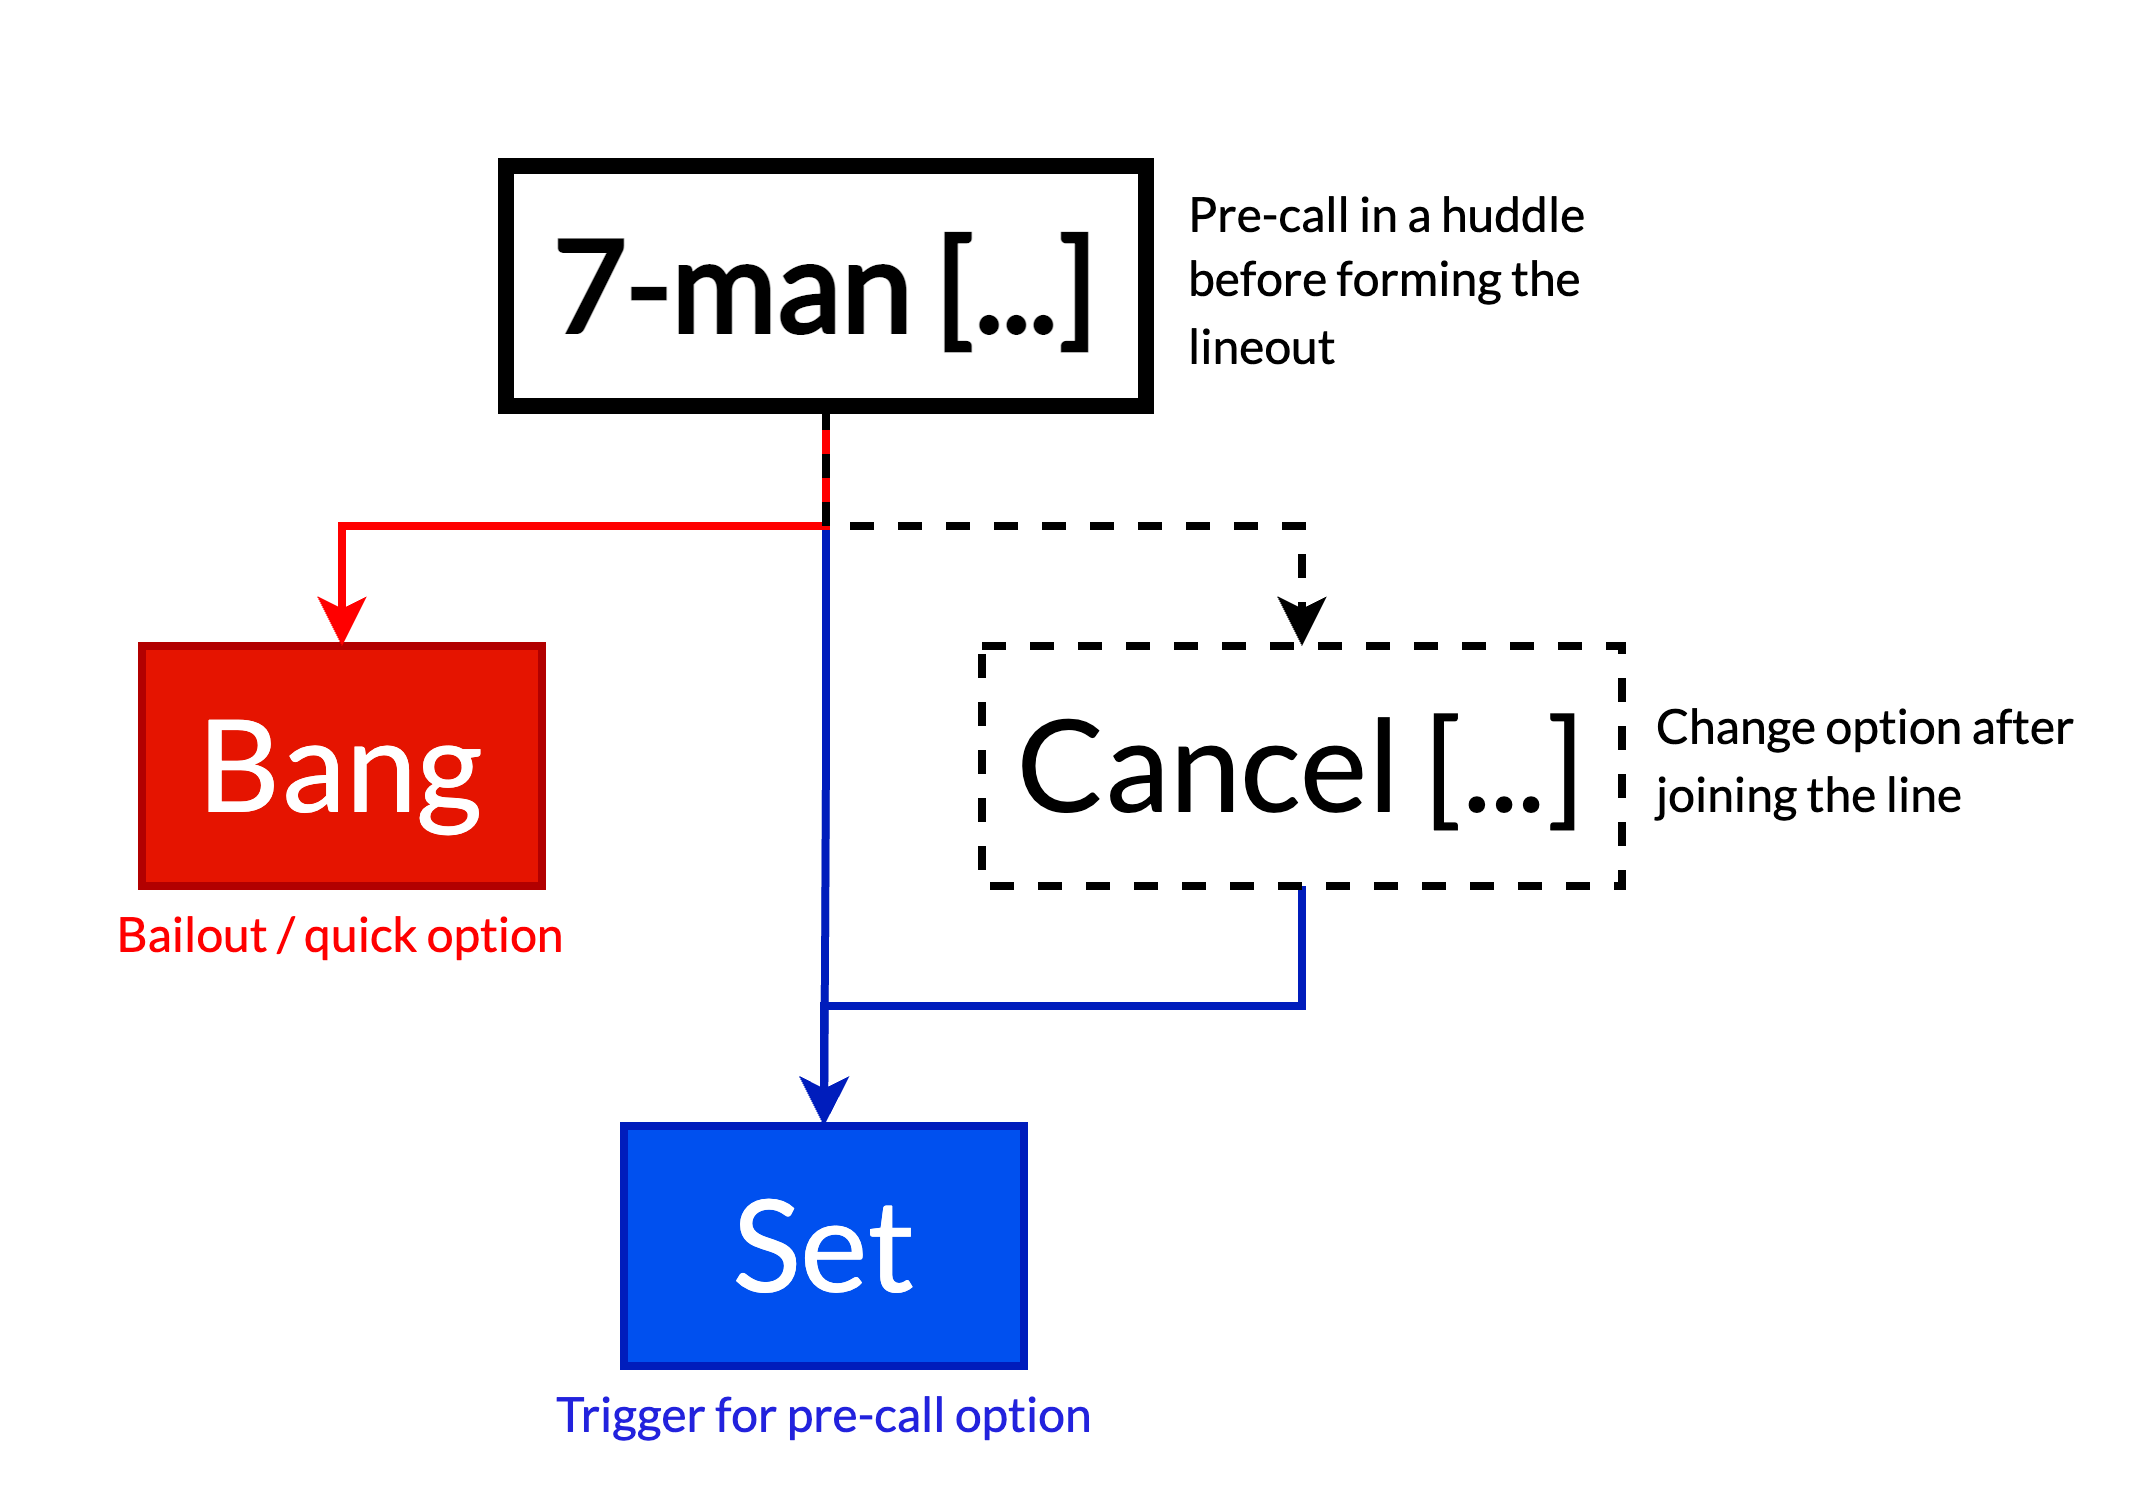 7-man [...]
Pre-call in a huddle
before forming the
lineout
Bang
Bailout / quick option
Cancel [...]
Change option after
joining the line
Set
Trigger for pre-call option